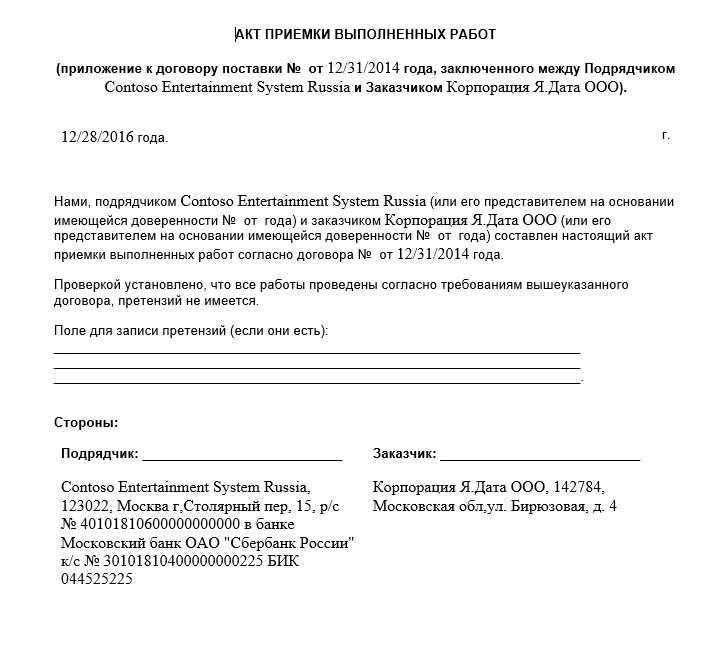 АКТ ПРИЕМКИ ВЫПОЛНЕННЫХ РАБОТ
(приложение к договору поставки № от 12/31/2014 года, заключенного между Подрядчиком
Contoso Entertainment System Russia и Заказчиком Корпорация Я.Дата ООО).
12/28/2016 года. г.
Нами, подрядчиком Contoso Entertainment System Russia (или его представителем на основании
имеющейся доверенности № от года) и заказчиком Корпорация Я.Дата ООО (или его
представителем на основании имеющейся доверенности № от года) составлен настоящий акт
приемки выполненных работ согласно договора № от 12/31/2014 года.
Проверкой установлено, что все работы проведены согласно требованиям вышеуказанного
договора, претензий не имеется.
Поле для записи претензий (если они есть):
Стороны:
Подрядчик: Заказчик:
Contoso Entertainment System Russia,
123022, Москва г,Столярный пер, 15, р/с
№ 40101810600000000000 в банке
Московский банк ОАО "Сбербанк России"
к/с № 30101810400000000225 БИК
044525225
Корпорация Я.Дата ООО, 142784,
Московская обл,ул. Бирюзовая, д. 4